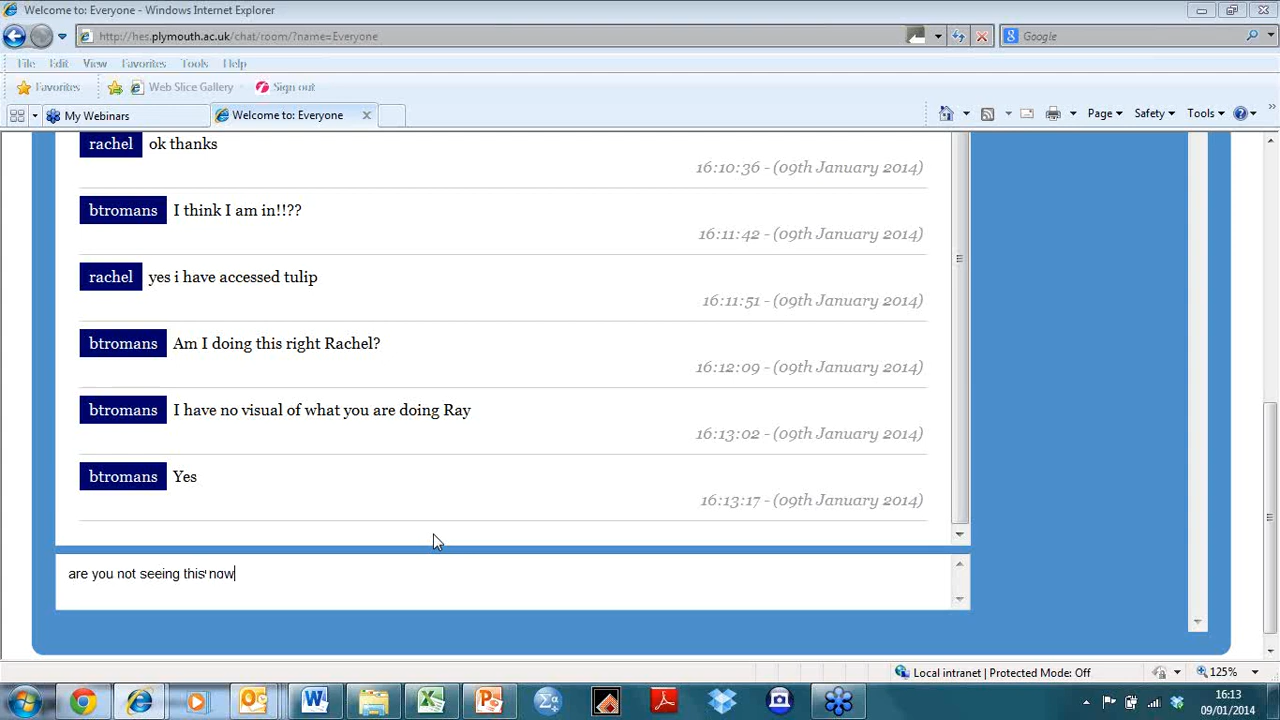 Welcome to: Everyone - Windows Internet Explorer
http://hes.plymouth.ac.uk/chat/room/?name=Everyone
Google
File Edit View Favorites Tools Help
Favorites Web Slice Gallery Sign out
My Webinars Welcome to: Everyone Page Safety Tools
rachel ok thanks
16:10:36 - (09th January 2014)
btromans I think I am in!!??
16:11:42 - (09th January 2014)
rachel yes i have accessed tulip
16:11:51 - (09th January 2014)
btromans Am I doing this right Rachel?
16:12:09 - (09th January 2014)
btromans I have no visual of what you are doing Ray
16:13:02 - (09th January 2014)
btromans Yes
16:13:17 - (09th January 2014)
are you not seeing this' now
Local intranet | Protected Mode: Off 125%
16:13
09/01/2014